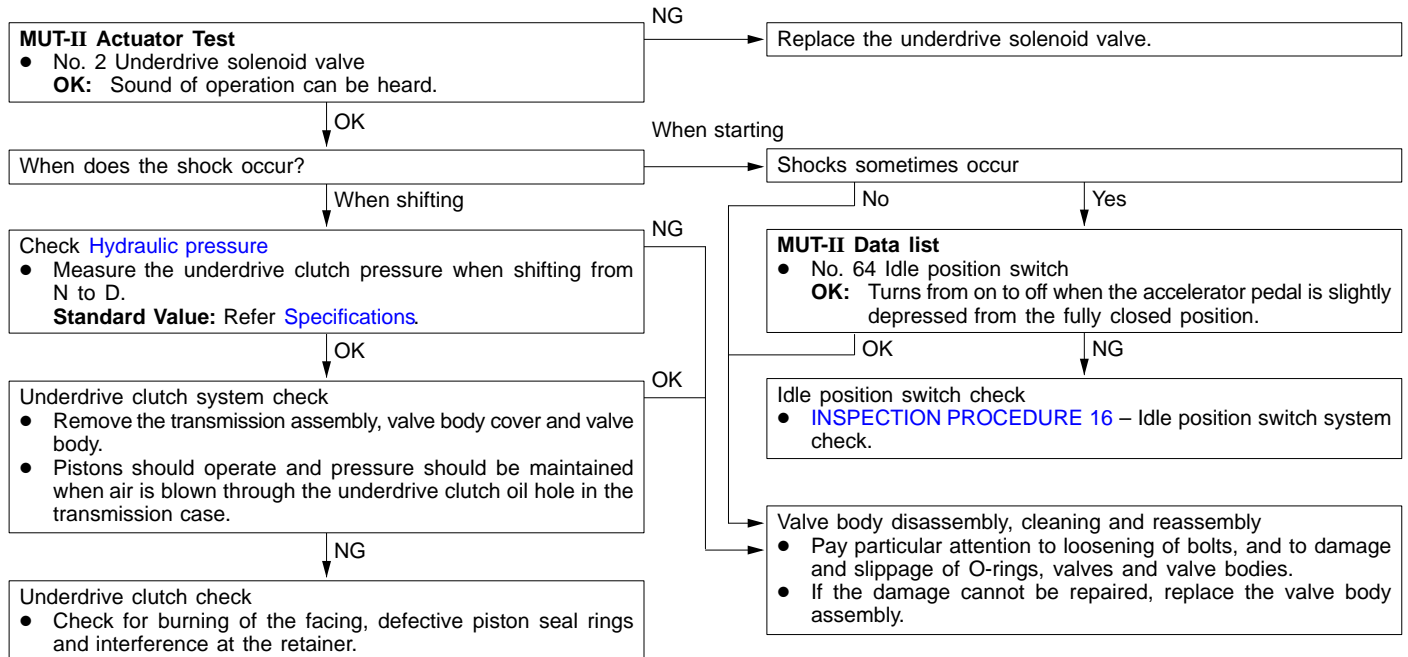 MUT-II Actuator Test
● No. 2 Underdrive solenoid valve
OK: Sound of operation can be heard.
NG
Replace the underdrive solenoid valve.
OK
When does the shock occur?
When starting
Shocks sometimes occur
When shifting
No
Yes
Check Hydraulic pressure
● Measure the underdrive clutch pressure when shifting from
N to D.
Standard Value: Refer Specifications.
NG
MUT-II Data list
● No. 64 Idle position switch
OK: Turns from on to off when the accelerator pedal is slightly
depressed from the fully closed position.
OK
OK
NG
Underdrive clutch system check
● Remove the transmission assembly, valve body cover and valve
body.
● Pistons should operate and pressure should be maintained
when air is blown through the underdrive clutch oil hole in the
transmission case.
OK
Idle position switch check
● INSPECTION PROCEDURE 16 – Idle position switch system
check.
NG
Valve body disassembly, cleaning and reassembly
● Pay particular attention to loosening of bolts, and to damage
and slippage of O-rings, valves and valve bodies.
● If the damage cannot be repaired, replace the valve body
assembly.
Underdrive clutch check
● Check for burning of the facing, defective piston seal rings
and interference at the retainer.